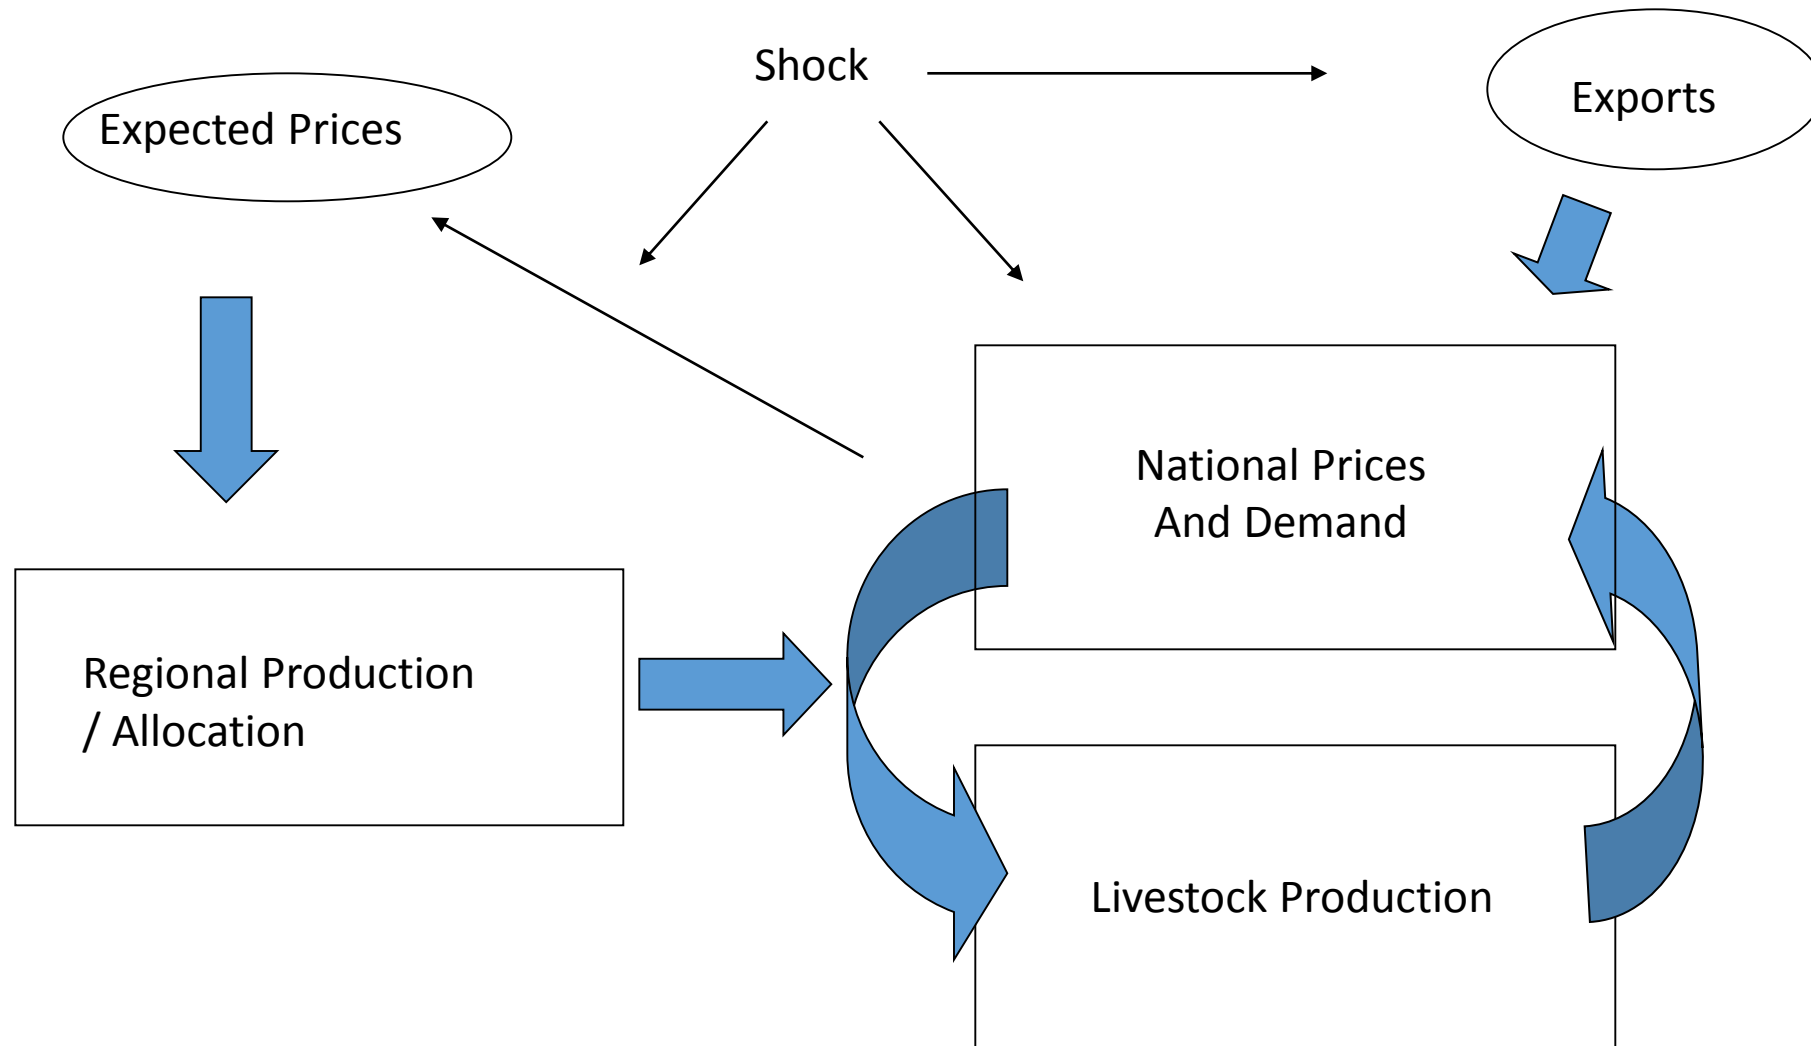 Shock
Exports
Expected Prices
National Prices
And Demand
Regional Production
/ Allocation
Livestock Production